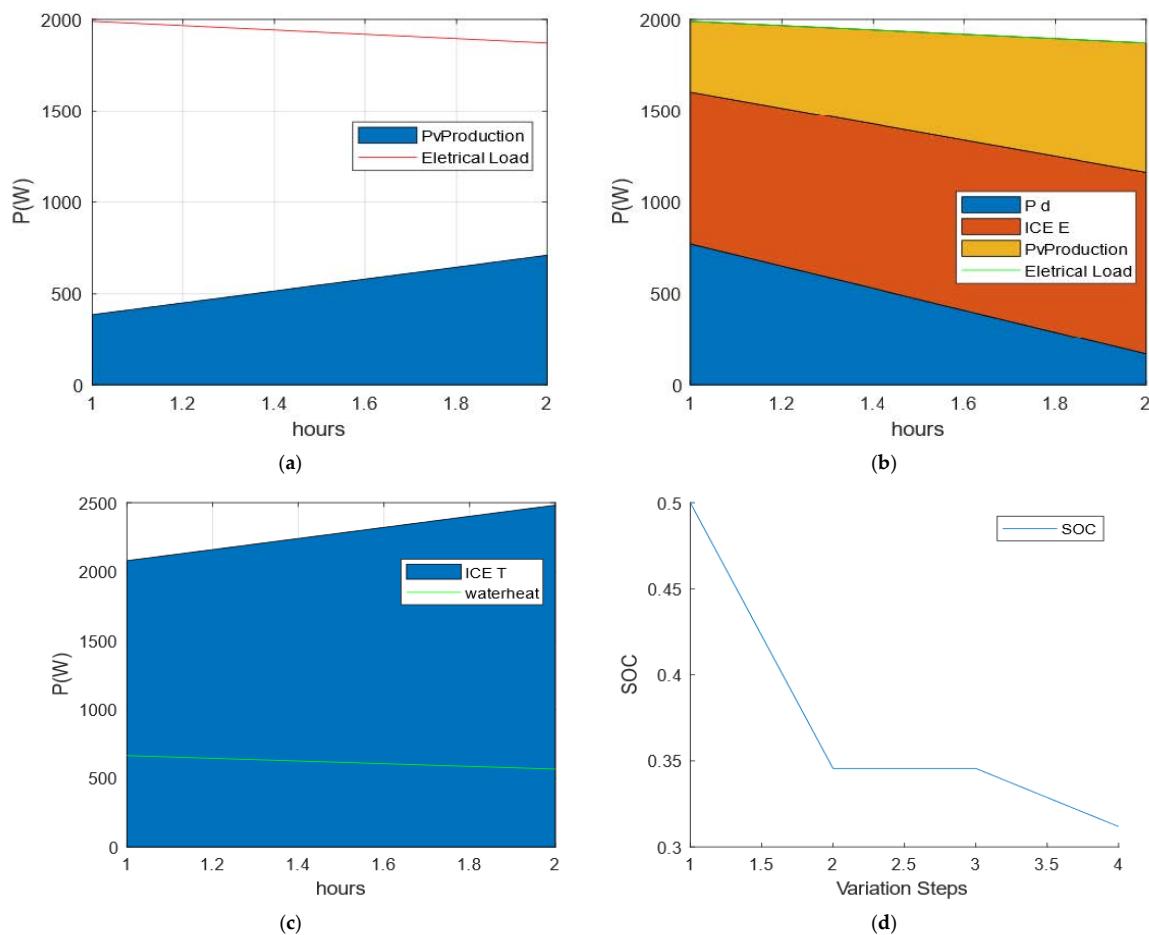 2000
1500
1000
500
0
P(W)
PvProduction
Eletrical Load
1
1.2
1.4
1.6
1.8
2
hours
(a)
2000
1500
1000
500
0
P(W)
P d
ICE E
PvProduction
Eletrical Load
1
1.2
1.4
1.6
1.8
2
hours
(b)
2500
2000
1500
1000
500
0
P(W)
ICE T
waterheat
1
1.2
1.4
1.6
1.8
2
hours
(c)
0.5
0.45
0.4
0.35
0.3
SOC
SOC
1
1.5
2
2.5
3
3.5
4
Variation Steps
(d)